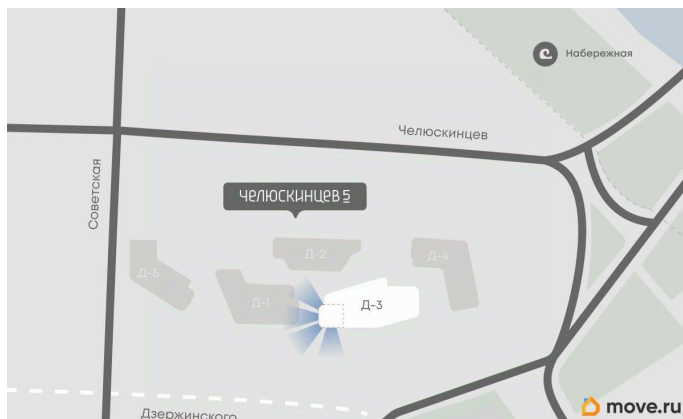 Набережная
Челюскинцев
Советская
ЧЕЛЮСКИНЦЕВ 5
Д-2
Д-4
Д-5
Д-1
Д-3
Дзержинского
move.ru